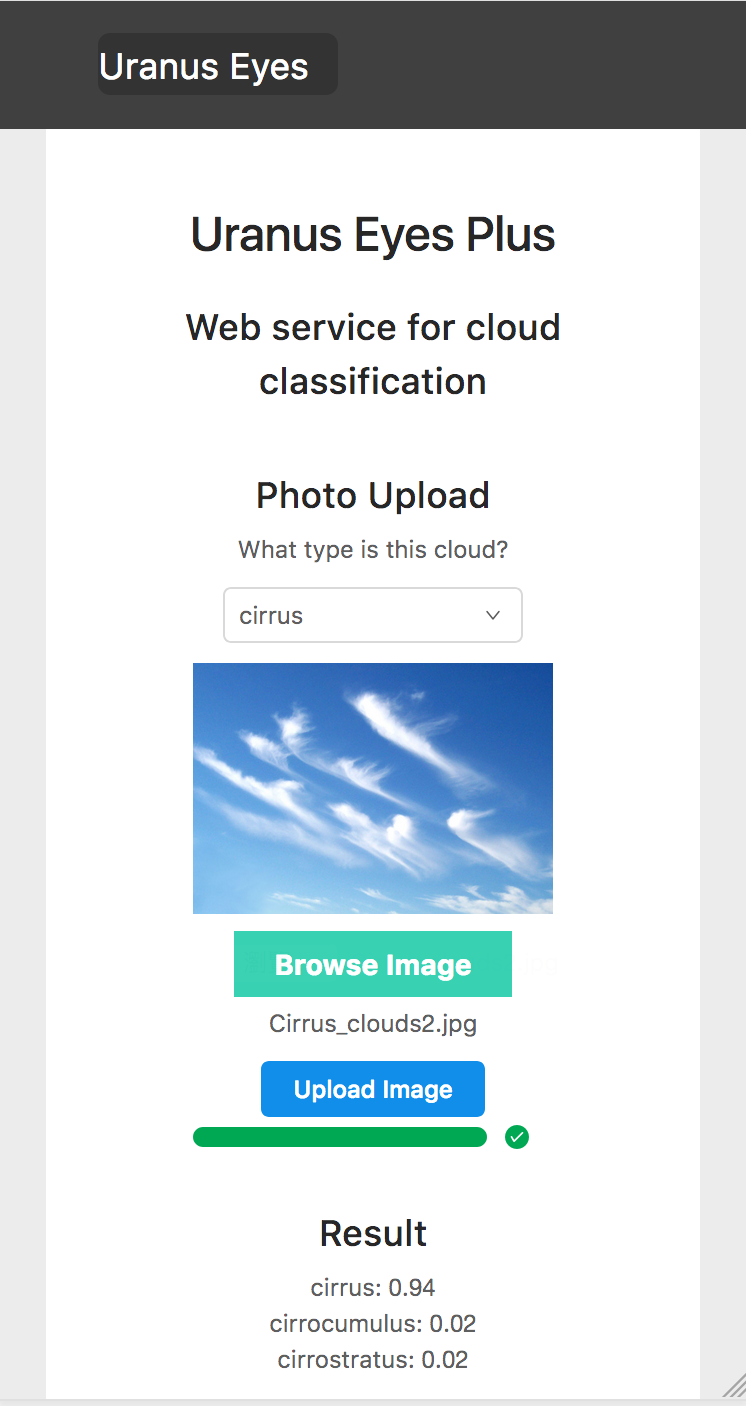 Uranus Eyes
Uranus Eyes Plus
Web service for cloud
classification
Photo Upload
What type is this cloud?
cirrus
Browse Image
Cirrus_clouds2.jpg
Upload Image
Result
cirrus: 0.94
cirrocumulus: 0.02
cirrostratus: 0.02